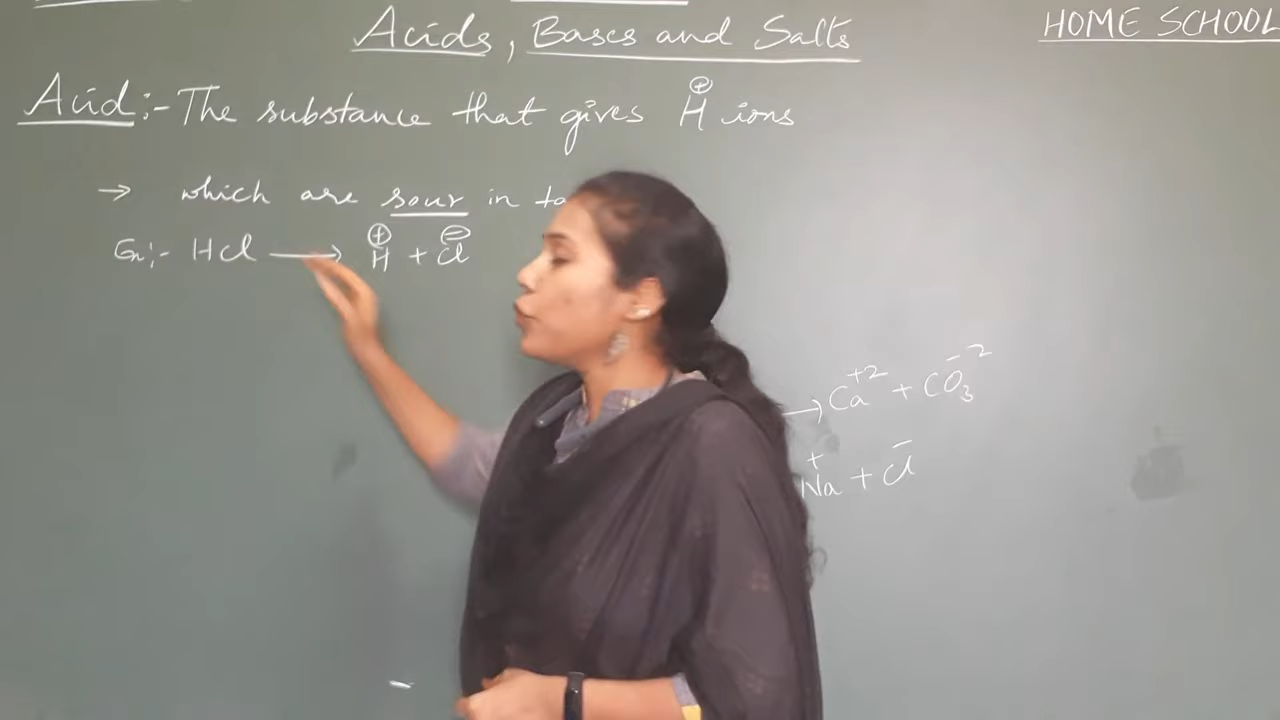 Acids, Bases and Salts
HOME SCHOOL
Acid:- The substance that gives H⊕ ions
→ which are sour in ta
Ex:- HCl ⟶ H⊕ + Cl⊖
→ Ca⁺² + CO₃⁻²
Na⁺ + Cl⁻